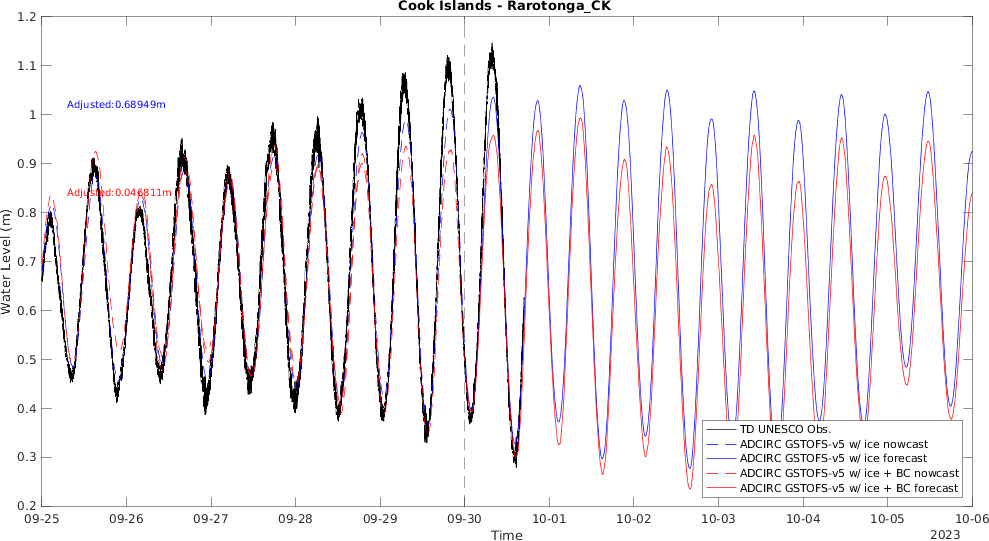 Cook Islands - Rarotonga_CK
1.2
1.1
1
0.9
0.8
0.7
0.6
0.5
0.4
0.3
0.2
Water Level (m)
Adjusted:0.68949m
Adjusted:0.046811m
TD UNESCO Obs.
ADCIRC GSTOFS-v5 w/ ice nowcast
ADCIRC GSTOFS-v5 w/ ice forecast
ADCIRC GSTOFS-v5 w/ ice + BC nowcast
ADCIRC GSTOFS-v5 w/ ice + BC forecast
09-25 09-26 09-27 09-28 09-29 09-30 10-01 10-02 10-03 10-04 10-05 10-06
Time
2023